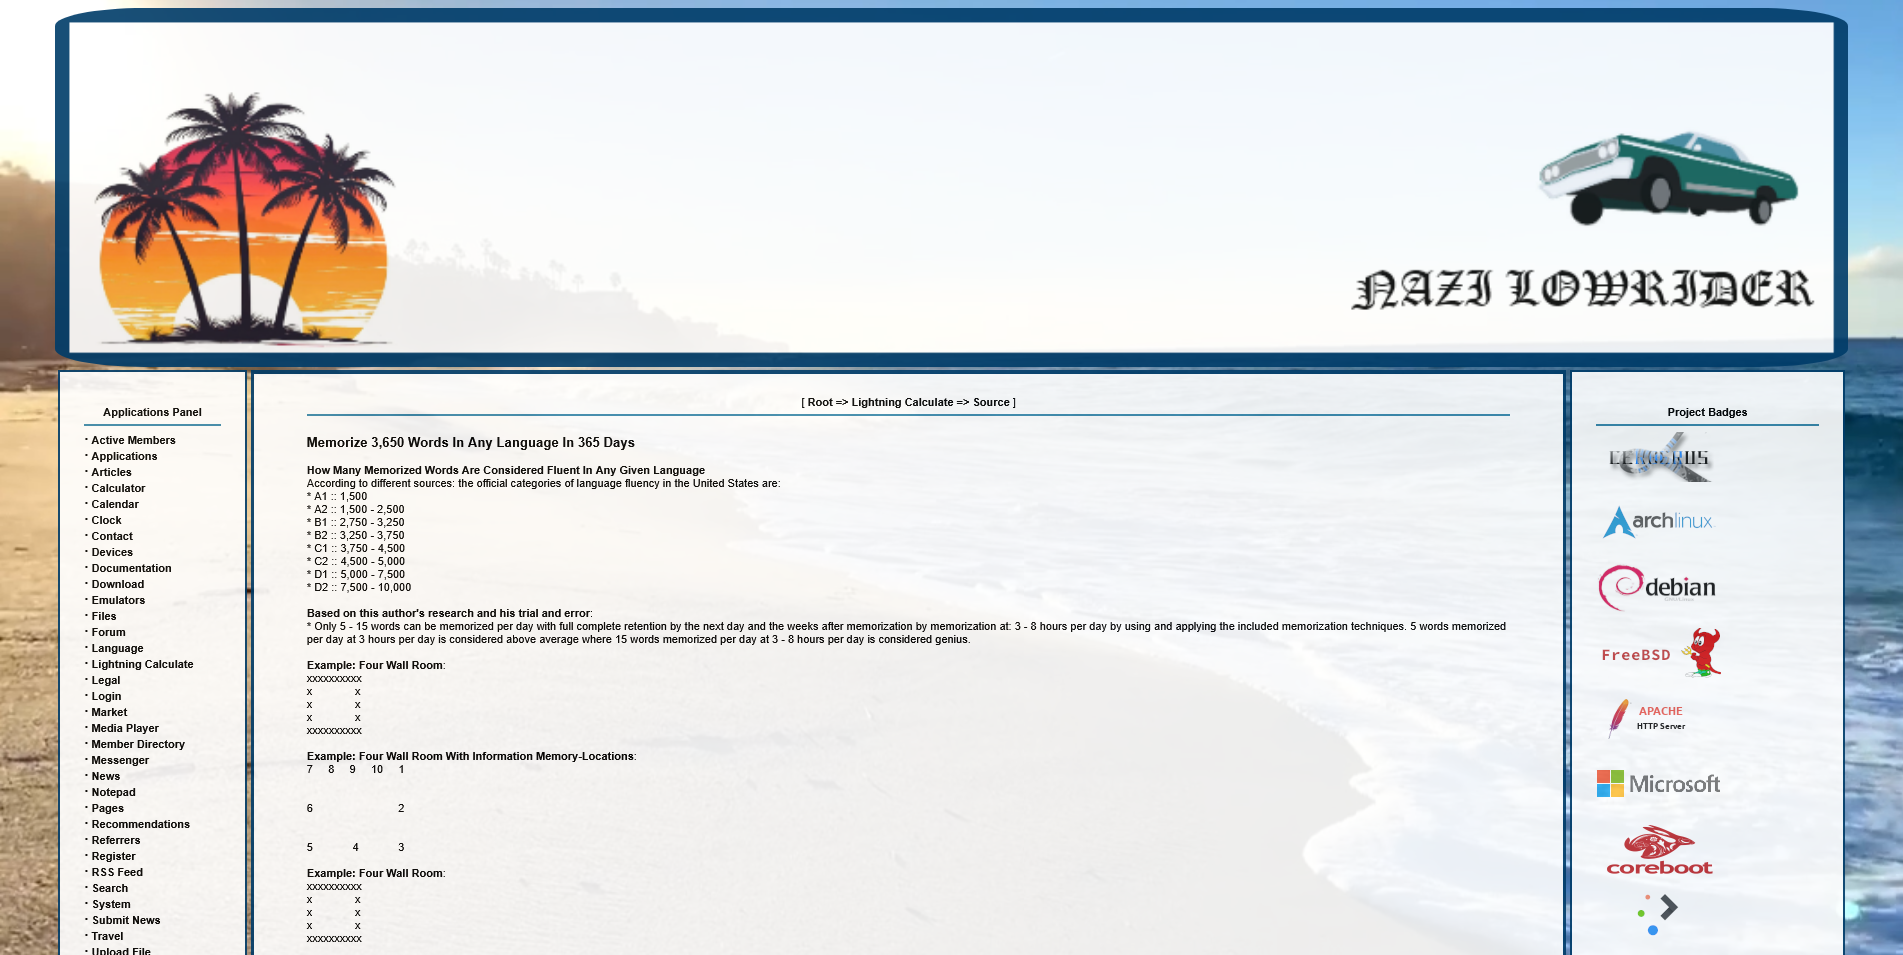 NAZI LOWRIDER
Applications Panel
· Active Members
· Applications
· Articles
· Calculator
· Calendar
· Clock
· Contact
· Devices
· Documentation
· Download
· Emulators
· Files
· Forum
· Language
· Lightning Calculate
· Legal
· Login
· Market
· Media Player
· Member Directory
· Messenger
· News
· Notepad
· Pages
· Recommendations
· Referrers
· Register
· RSS Feed
· Search
· System
· Submit News
· Travel
· Upload File
[ Root => Lightning Calculate => Source ]
Memorize 3,650 Words In Any Language In 365 Days
How Many Memorized Words Are Considered Fluent In Any Given Language
According to different sources: the official categories of language fluency in the United States are:
* A1 :: 1,500
* A2 :: 1,500 - 2,500
* B1 :: 2,750 - 3,250
* B2 :: 3,250 - 3,750
* C1 :: 3,750 - 4,500
* C2 :: 4,500 - 5,000
* D1 :: 5,000 - 7,500
* D2 :: 7,500 - 10,000
Based on this author's research and his trial and error:
* Only 5 - 15 words can be memorized per day with full complete retention by the next day and the weeks after memorization by memorization at: 3 - 8 hours per day by using and applying the included memorization techniques. 5 words memorized
per day at 3 hours per day is considered above average where 15 words memorized per day at 3 - 8 hours per day is considered genius.
Example: Four Wall Room:
xxxxxxxxxx
x x
x x
x x
xxxxxxxxxx
Example: Four Wall Room With Information Memory-Locations:
7 8 9 10 1
6 2
5 4 3
Example: Four Wall Room:
xxxxxxxxxx
x x
x x
x x
xxxxxxxxxx
Project Badges
CERBERUS
archlinux
debian
FreeBSD
APACHE
HTTP Server
Microsoft
coreboot